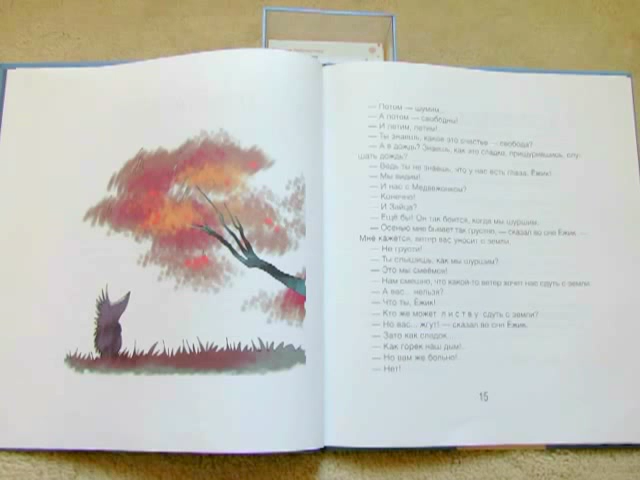 — Потом — шумим.
— А потом — свободны!
— И летим, летим!
— Ты знаешь, какое это счастье — свобода?
— А в дождь? Знаешь, как это сладко, прищурившись, слу-
шать дождь?
— Ведь ты не знаешь, что у нас есть глаза, Ёжик!
— Мы видим!
— И нас с Медвежонком?
— Конечно!
— И Зайца?
— Ещё бы! Он так боится, когда мы шуршим.
— Осенью мне бывает так грустно, — сказал во сне Ёжик. —
Мне кажется, ветер вас уносит с земли.
— Не грусти!
— Ты слышишь, как мы шуршим?
— Это мы смеёмся!
— Нам смешно, что какой-то ветер хочет нас сдуть с земли.
— А вас... нельзя?
— Что ты, Ёжик!
— Кто же может листву сдуть с земли?
— Но вас... жгут! — сказал во сне Ёжик.
— Зато как сладок...
— Как горек наш дым!..
— Но вам же больно!
— Нет!
15